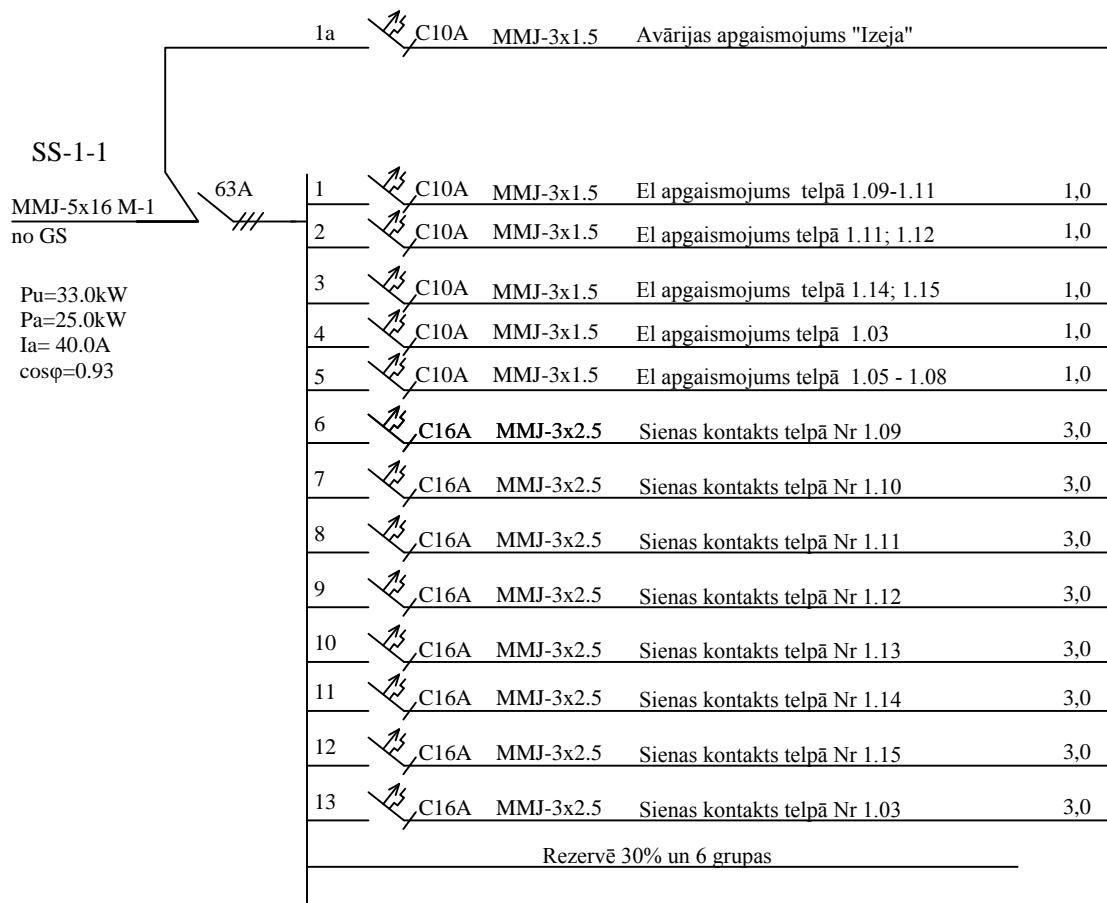 1a C10A MMJ-3x1.5 Avārijas apgaismojums "Izeja"
SS-1-1
63A
MMJ-5x16 M-1
no GS
Pu=33.0kW
Pa=25.0kW
Ia= 40.0A
cosφ=0.93
1 C10A MMJ-3x1.5 El apgaismojums telpā 1.09-1.11 1,0
2 C10A MMJ-3x1.5 El apgaismojums telpā 1.11; 1.12 1,0
3 C10A MMJ-3x1.5 El apgaismojums telpā 1.14; 1.15 1,0
4 C10A MMJ-3x1.5 El apgaismojums telpā 1.03 1,0
5 C10A MMJ-3x1.5 El apgaismojums telpā 1.05 - 1.08 1,0
6 C16A MMJ-3x2.5 Sienas kontakts telpā Nr 1.09 3,0
7 C16A MMJ-3x2.5 Sienas kontakts telpā Nr 1.10 3,0
8 C16A MMJ-3x2.5 Sienas kontakts telpā Nr 1.11 3,0
9 C16A MMJ-3x2.5 Sienas kontakts telpā Nr 1.12 3,0
10 C16A MMJ-3x2.5 Sienas kontakts telpā Nr 1.13 3,0
11 C16A MMJ-3x2.5 Sienas kontakts telpā Nr 1.14 3,0
12 C16A MMJ-3x2.5 Sienas kontakts telpā Nr 1.15 3,0
13 C16A MMJ-3x2.5 Sienas kontakts telpā Nr 1.03 3,0
Rezervē 30% un 6 grupas